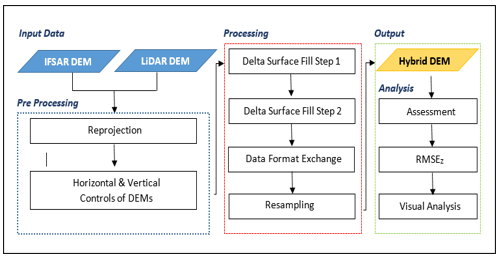 Input Data
IFSAR DEM
LiDAR DEM
Pre Processing
Reprojection
Horizontal & Vertical
Controls of DEMs
Processing
Delta Surface Fill Step 1
Delta Surface Fill Step 2
Data Format Exchange
Resampling
Output
Hybrid DEM
Analysis
Assessment
RMSEz
Visual Analysis